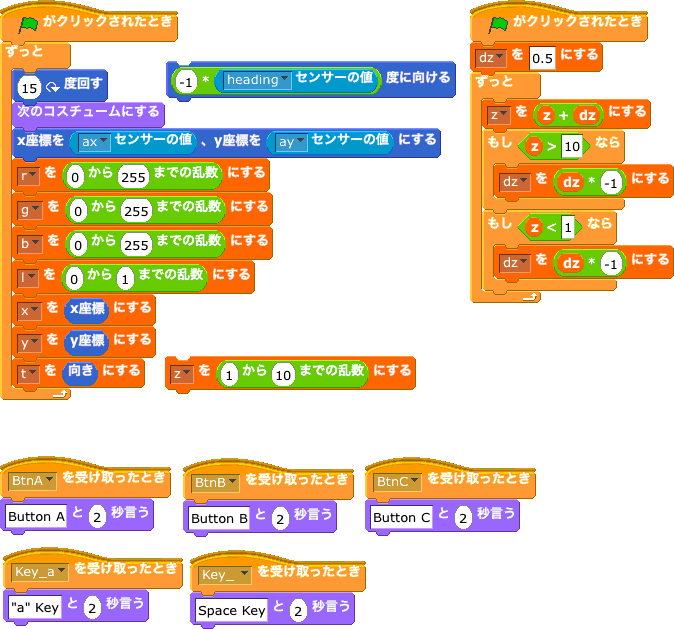 がクリックされたとき
ずっと
15 度回す
次のコスチュームにする
x座標を ax センサーの値 、y座標を ay センサーの値 にする
r を 0 から 255 までの乱数 にする
g を 0 から 255 までの乱数 にする
b を 0 から 255 までの乱数 にする
l を 0 から 1 までの乱数 にする
x を x座標 にする
y を y座標 にする
t を 向き にする
-1 * heading センサーの値 度に向ける
z を 1 から 10 までの乱数 にする
がクリックされたとき
dz を 0.5 にする
ずっと
z を z + dz にする
もし z > 10 なら
dz を dz * -1 にする
もし z < 1 なら
dz を dz * -1 にする
BtnA を受け取ったとき
Button A と 2 秒言う
BtnB を受け取ったとき
Button B と 2 秒言う
BtnC を受け取ったとき
Button C と 2 秒言う
Key_a を受け取ったとき
"a" Key と 2 秒言う
Key_ を受け取ったとき
Space Key と 2 秒言う